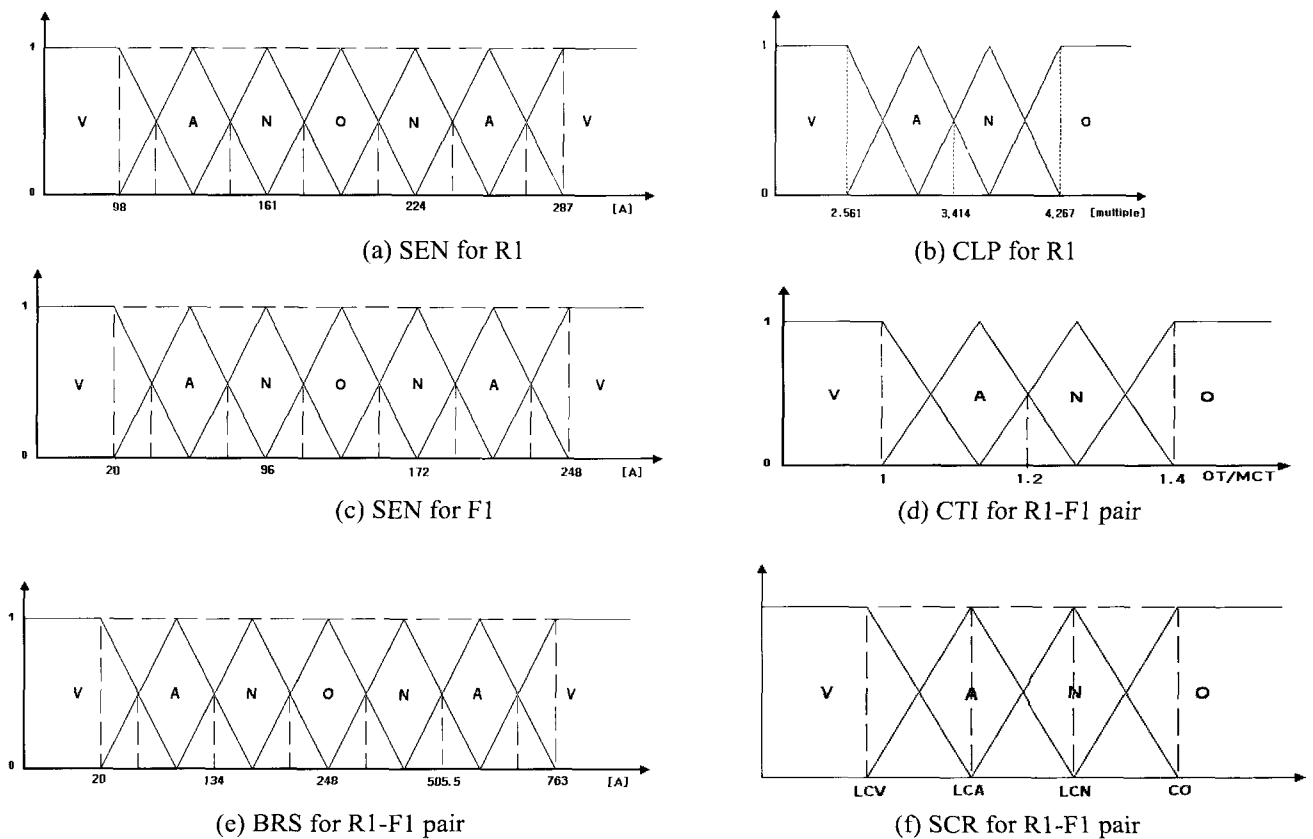 1
V A N O N A V
0
98 161 224 287 [A]
(a) SEN for R1
1
V A N O
0
2.561 3,414 4,267 [multiple]
(b) CLP for R1
1
V A N O N A V
0
20 96 172 248 [A]
(c) SEN for F1
1
V A N O
0
1 1.2 1.4 OT/MCT
(d) CTI for R1-F1 pair
1
V A N O N A V
0
20 134 248 505.5 763 [A]
(e) BRS for R1-F1 pair
V A N O
LCV LCA LCN CO
(f) SCR for R1-F1 pair